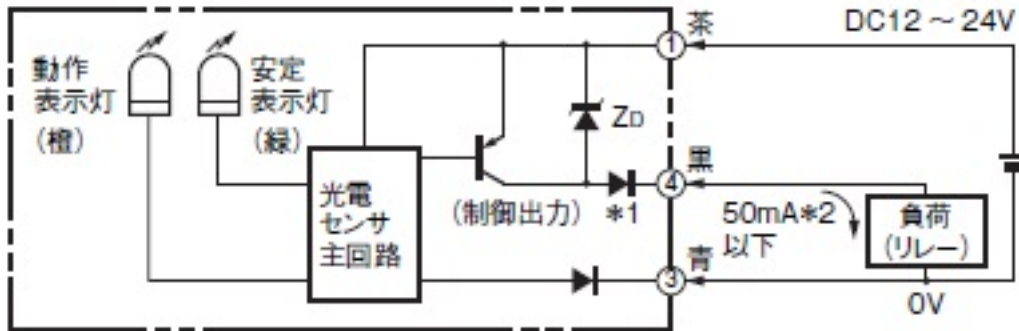 動作
表示灯
(橙)
安定
表示灯
(緑)
光電
センサ
主回路
(制御出力)
ZD
*1
1
茶
DC12 ~ 24V
4
黒
50mA*2
以下
負荷
(リレー)
3
青
0V